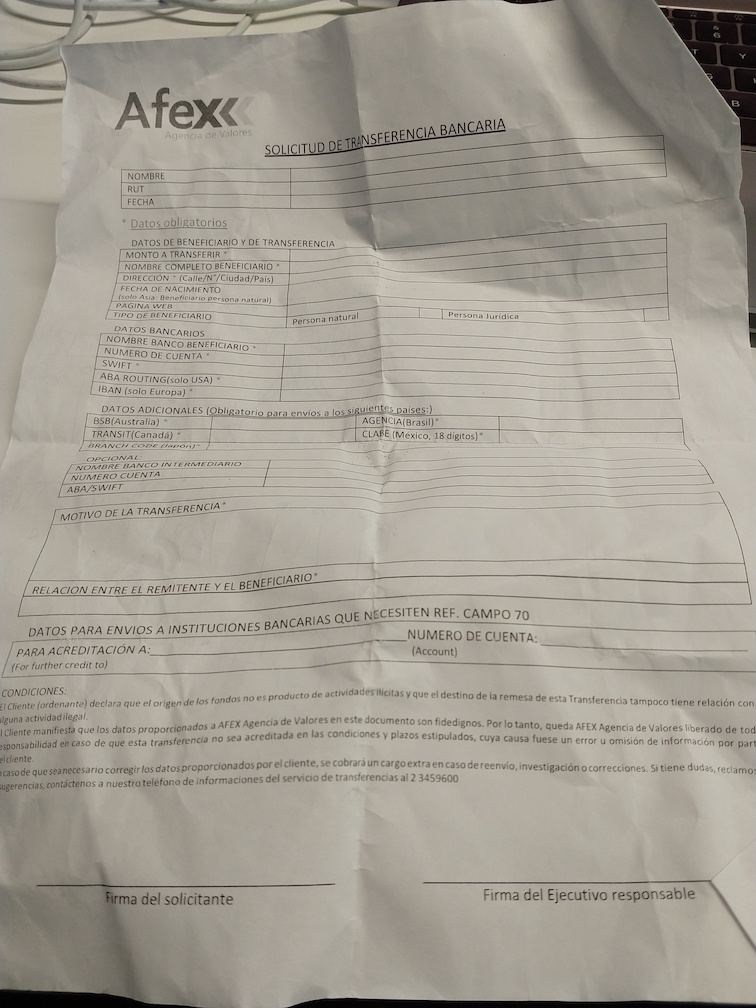 Afex
Agencia de Valores
SOLICITUD DE TRANSFERENCIA BANCARIA
NOMBRE
RUT
FECHA
* Datos obligatorios
DATOS DE BENEFICIARIO Y DE TRANSFERENCIA
MONTO A TRANSFERIR *
NOMBRE COMPLETO BENEFICIARIO *
DIRECCIÓN * (Calle/N°/Ciudad/País)
FECHA DE NACIMIENTO
(solo Asia: Beneficiario persona natural)
PAGINA WEB
TIPO DE BENEFICIARIO Persona natural Persona Jurídica
DATOS BANCARIOS
NOMBRE BANCO BENEFICIARIO *
NUMERO DE CUENTA *
SWIFT *
ABA ROUTING(solo USA) *
IBAN (solo Europa) *
DATOS ADICIONALES (Obligatorio para envíos a los siguientes países:)
BSB(Australia) * AGENCIA(Brasil)*
TRANSIT(Canadá) * CLABE (México, 18 dígitos)*
BRANCH CODE (Japón)*
OPCIONAL
NOMBRE BANCO INTERMEDIARIO
NUMERO CUENTA
ABA/SWIFT
MOTIVO DE LA TRANSFERENCIA*
RELACION ENTRE EL REMITENTE Y EL BENEFICIARIO*
DATOS PARA ENVIOS A INSTITUCIONES BANCARIAS QUE NECESITEN REF. CAMPO 70
PARA ACREDITACIÓN A: NUMERO DE CUENTA:
(For further credit to) (Account)
CONDICIONES:
El Cliente (ordenante) declara que el origen de los fondos no es producto de actividades ilícitas y que el destino de la remesa de esta Transferencia tampoco tiene relación con
alguna actividad ilegal.
l Cliente manifiesta que los datos proporcionados a AFEX Agencia de Valores en este documento son fidedignos. Por lo tanto, queda AFEX Agencia de Valores liberado de tod
esponsabilidad en caso de que esta transferencia no sea acreditada en las condiciones y plazos estipulados, cuya causa fuese un error u omisión de información por part
el cliente.
caso de que sea necesario corregir los datos proporcionados por el cliente, se cobrará un cargo extra en caso de reenvío, investigación o correcciones. Si tiene dudas, reclamos
sugerencias, contáctenos a nuestro teléfono de informaciones del servicio de transferencias al 2 3459600
Firma del solicitante Firma del Ejecutivo responsable